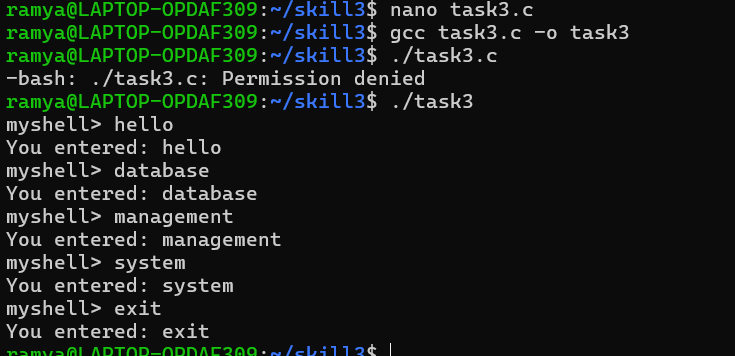 ramya@LAPTOP-OPDAF309:~/skill3$ nano task3.c
ramya@LAPTOP-OPDAF309:~/skill3$ gcc task3.c -o task3
ramya@LAPTOP-OPDAF309:~/skill3$ ./task3.c
-bash: ./task3.c: Permission denied
ramya@LAPTOP-OPDAF309:~/skill3$ ./task3
myshell> hello
You entered: hello
myshell> database
You entered: database
myshell> management
You entered: management
myshell> system
You entered: system
myshell> exit
You entered: exit
ramya@LAPTOP-OPDAF309:~/skill3$